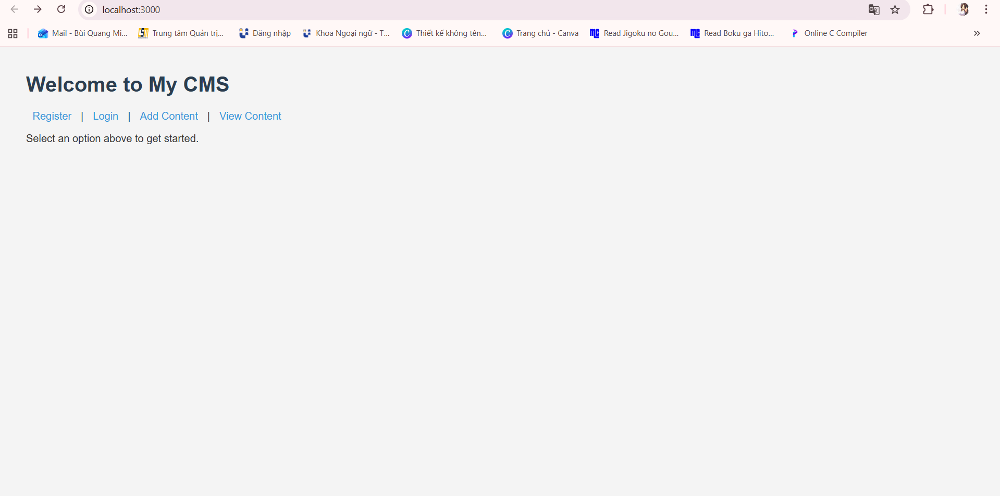 localhost:3000
Mail - Bùi Quang Mi... Trung tâm Quản trị... Đăng nhập Khoa Ngoại ngữ - T... Thiết kế không tên... Trang chủ - Canva Read Jigoku no Gou... Read Boku ga Hito... Online C Compiler »
Welcome to My CMS
Register | Login | Add Content | View Content
Select an option above to get started.